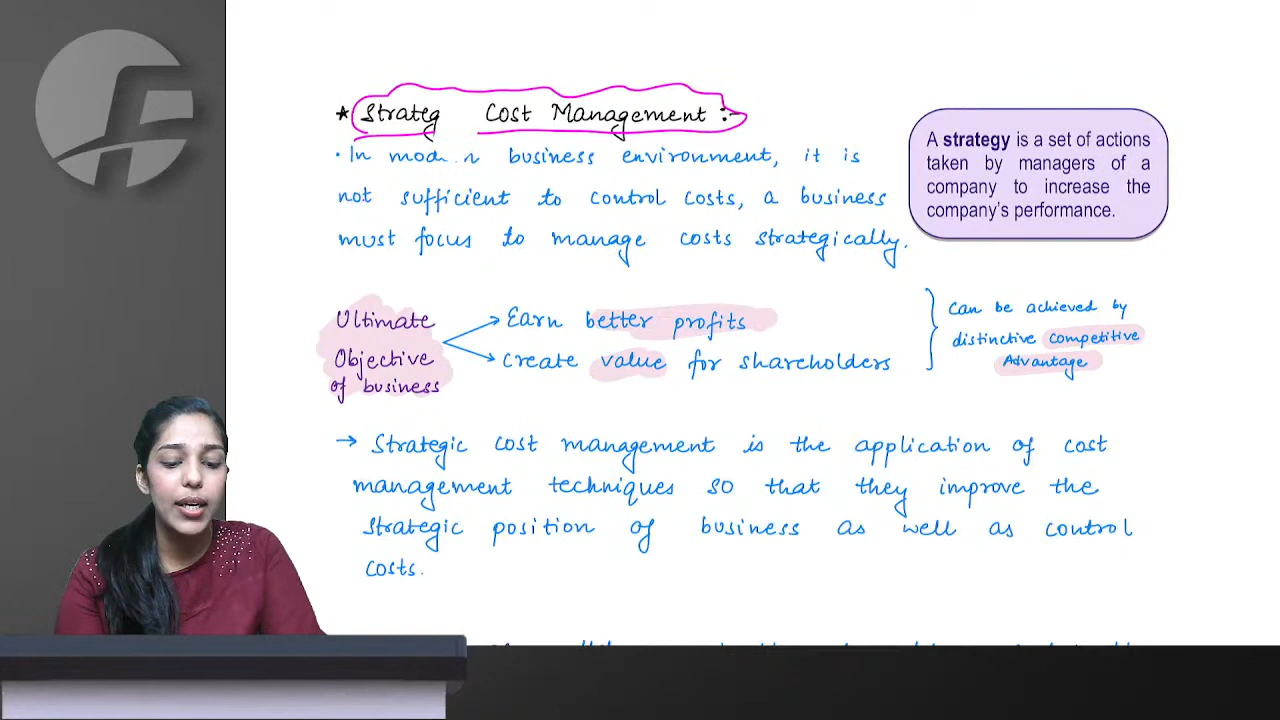 * Strateg Cost Management :-
· In mod n business environment, it is
not sufficient to control costs, a business
must focus to manage costs strategically.
A strategy is a set of actions
taken by managers of a
company to increase the
company's performance.
Ultimate
Objective
of business
Earn better profits
Create value for shareholders
Can be achieved by
distinctive competitive
Advantage
→ Strategic cost management is the application of cost
management techniques so that they improve the
strategic position of business as well as control
costs.